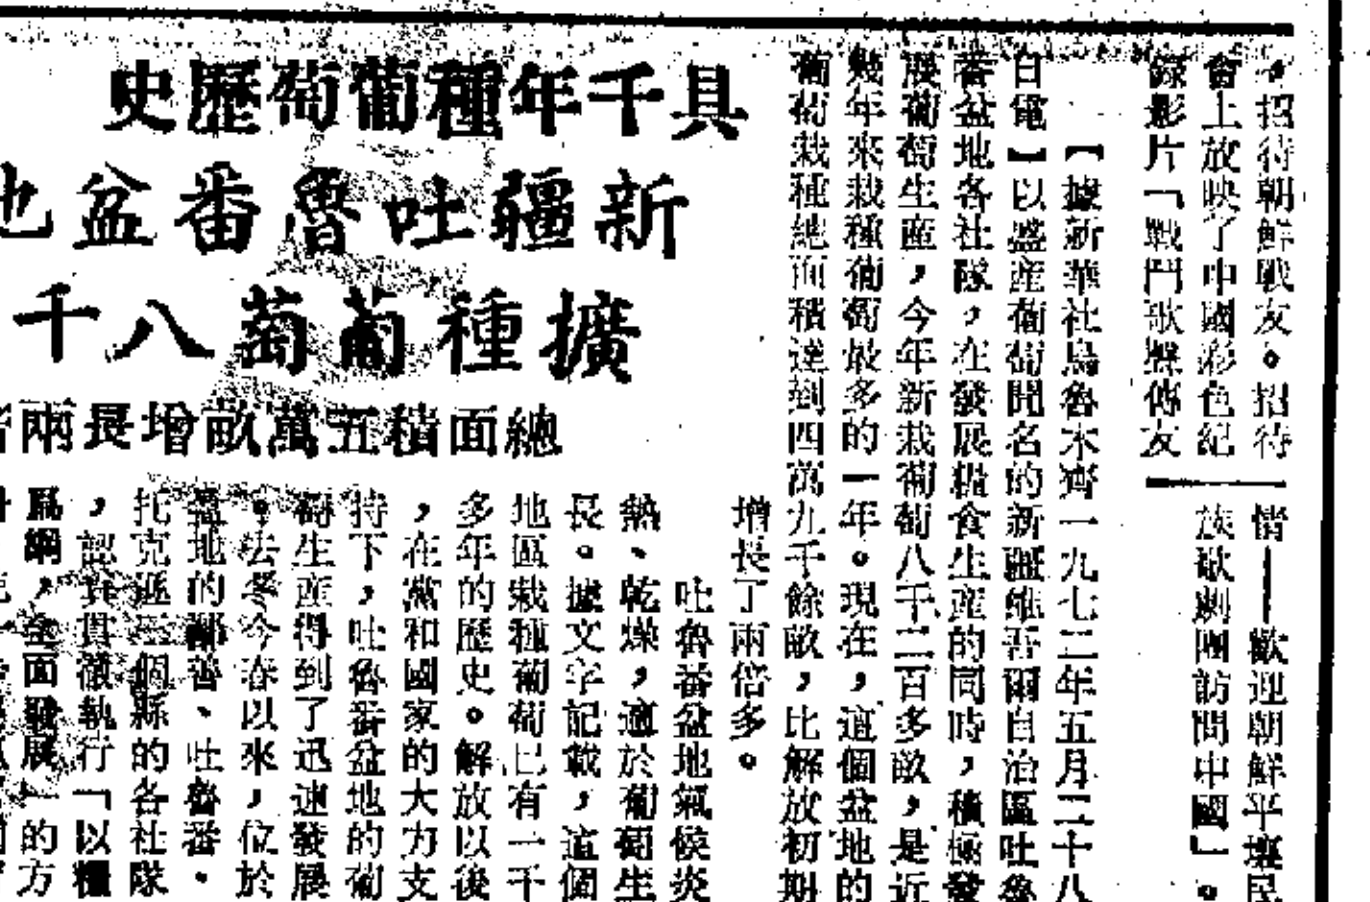 ，招待朝鮮戰友。招待
會上放映了中國彩色紀
錄影片「戰鬥歌聲傳友
情——歡迎朝鮮平壤民
族歌劇團訪問中國」。
具千年種葡萄歷史
新疆吐魯番盆地
擴種葡萄八千
總面積五萬畝增長兩
【據新華社烏魯木齊一九七二年五月二十八
日電】以盛產葡萄聞名的新疆維吾爾自治區吐魯
番盆地各社隊，在發展糧食生產的同時，積極發
展葡萄生產，今年新栽葡萄八千二百多畝，是近
幾年來栽種葡萄最多的一年。現在，這個盆地的
葡萄栽種總面積達到四萬九千餘畝，比解放初期
增長了兩倍多。
吐魯番盆地氣候炎
熱、乾燥，適於葡萄生
長。據文字記載，這個
地區栽種葡萄已有一千
多年的歷史。解放以後
，在黨和國家的大力支
持下，吐魯番盆地的葡
萄生產得到了迅速發展
。去冬今春以來，位於
盆地的鄯善、吐魯番、
托克遜三個縣的各社隊
，認真貫徹執行「以糧
爲綱，全面發展」的方